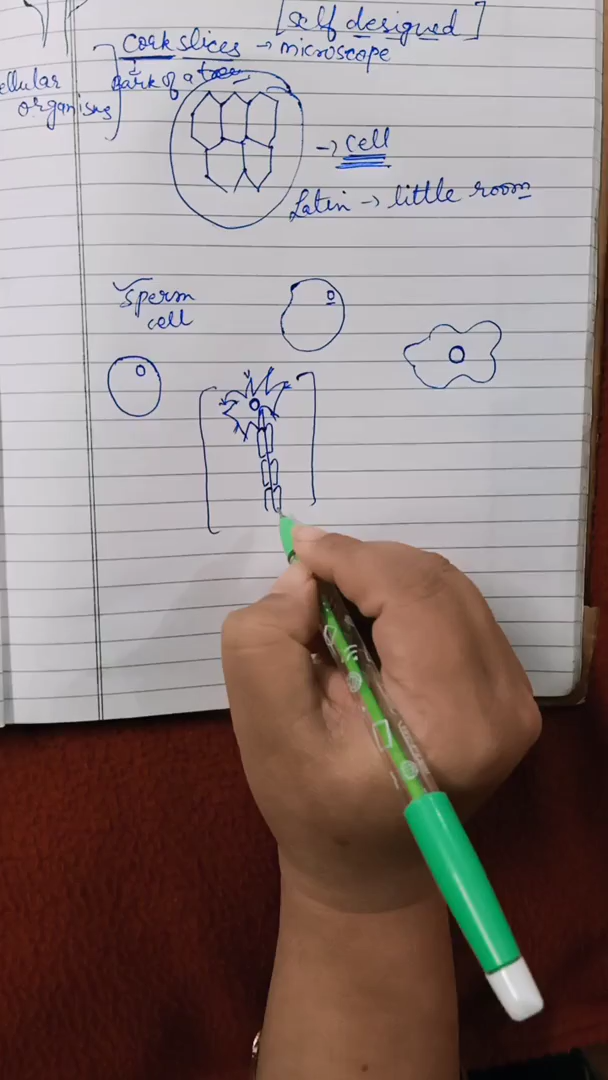 [self designed]
cork slices → microscope
Bark of a tree
ellular
organisms
→ cell
Latin → little room
Sperm
cell